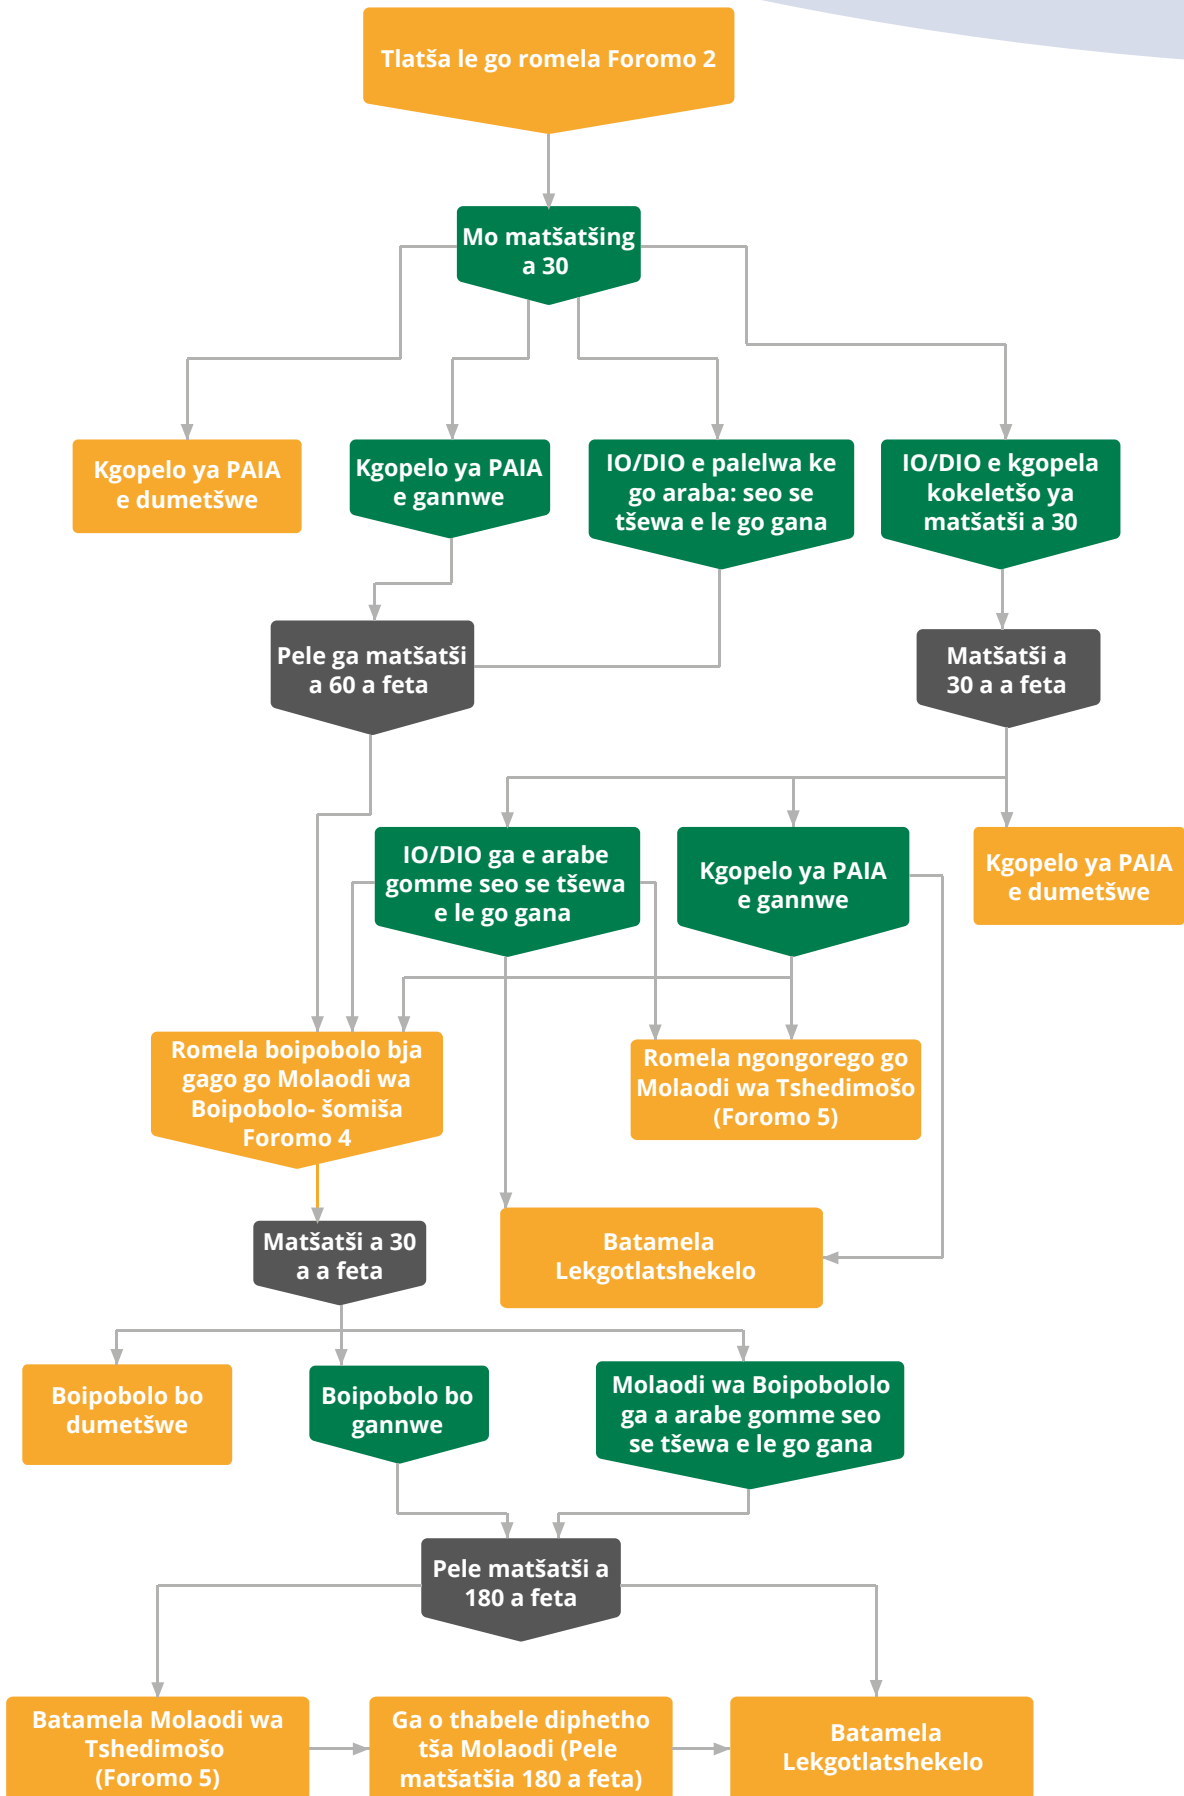 Tlatša le go romela Foromo 2
Mo matšatšing
a 30
Kgopelo ya PAIA
e dumetšwe
Kgopelo ya PAIA
e gannwe
IO/DIO e palelwa ke
go araba: seo se
tšewa e le go gana
IO/DIO e kgopela
kokeletšo ya
matšatši a 30
Pele ga matšatši
a 60 a feta
Matšatši a
30 a a feta
IO/DIO ga e arabe
gomme seo se tšewa
e le go gana
Kgopelo ya PAIA
e gannwe
Kgopelo ya PAIA
e dumetšwe
Romela boipobolo bja
gago go Molaodi wa
Boipobolo- šomiša
Foromo 4
Romela ngongorego go
Molaodi wa Tshedimošo
(Foromo 5)
Batamela
Lekgotlatshekelo
Matšatši a 30
a a feta
Boipobolo bo
dumetšwe
Boipobolo bo
gannwe
Molaodi wa Boipobololo
ga a arabe gomme seo
se tšewa e le go gana
Pele matšatši a
180 a feta
Batamela Molaodi wa
Tshedimošo
(Foromo 5)
Ga o thabele diphetho
tša Molaodi (Pele
matšatšia 180 a feta)
Batamela
Lekgotlatshekelo